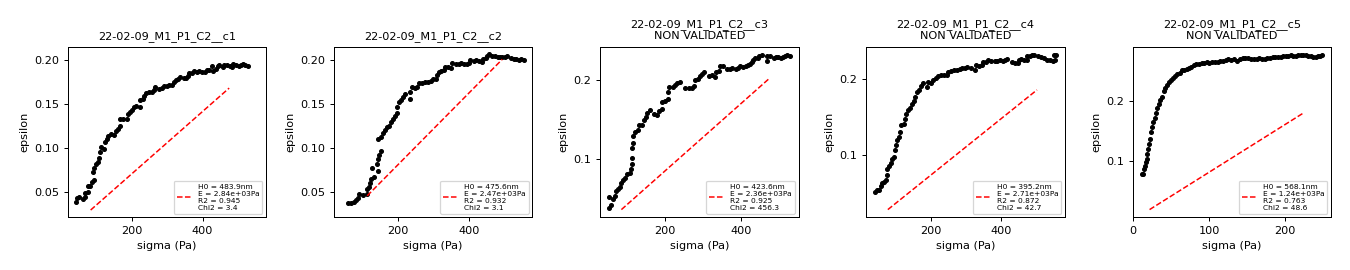 22-02-09_M1_P1_C2__c1
epsilon
0.20
0.15
0.10
0.05
200
400
sigma (Pa)
H0 = 483.9nm
E = 2.84e+03Pa
R2 = 0.945
Chi2 = 3.4
22-02-09_M1_P1_C2__c2
epsilon
0.20
0.15
0.10
0.05
200
400
sigma (Pa)
H0 = 475.6nm
E = 2.47e+03Pa
R2 = 0.932
Chi2 = 3.1
22-02-09_M1_P1_C2__c3
NON VALIDATED
epsilon
0.2
0.1
200
400
sigma (Pa)
H0 = 423.6nm
E = 2.36e+03Pa
R2 = 0.925
Chi2 = 456.3
22-02-09_M1_P1_C2__c4
NON VALIDATED
epsilon
0.2
0.1
200
400
sigma (Pa)
H0 = 395.2nm
E = 2.71e+03Pa
R2 = 0.872
Chi2 = 42.7
22-02-09_M1_P1_C2__c5
NON VALIDATED
epsilon
0.2
0.1
0
100
200
sigma (Pa)
H0 = 568.1nm
E = 1.24e+03Pa
R2 = 0.763
Chi2 = 48.6